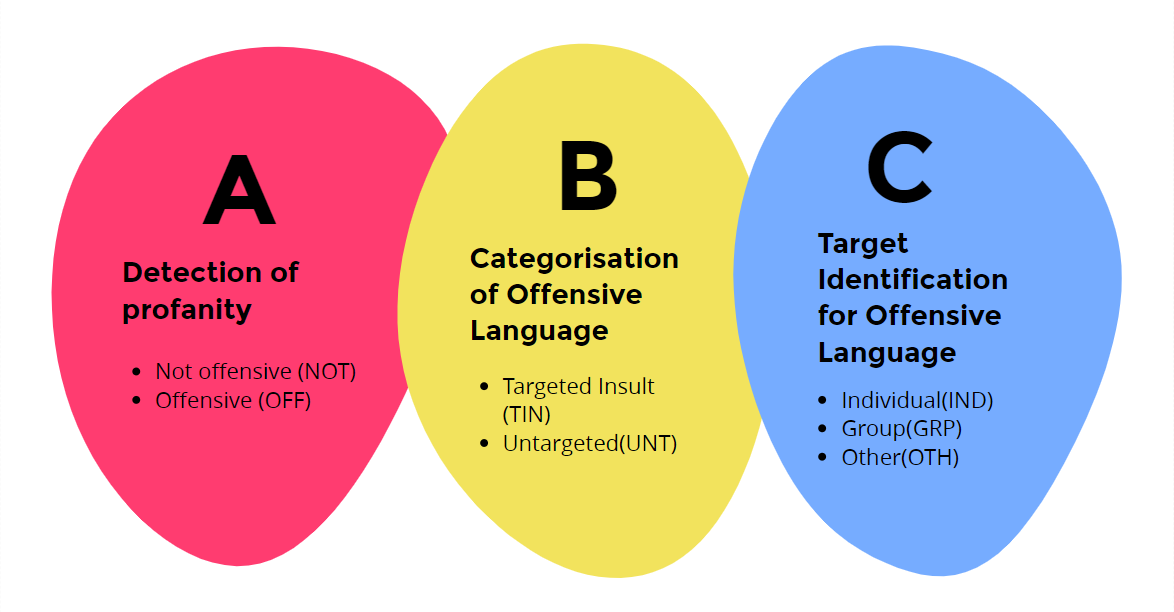 A
Detection of
profanity
• Not offensive (NOT)
• Offensive (OFF)
B
Categorisation
of Offensive
Language
• Targeted Insult
(TIN)
• Untargeted(UNT)
C
Target
Identification
for Offensive
Language
• Individual(IND)
• Group(GRP)
• Other(OTH)